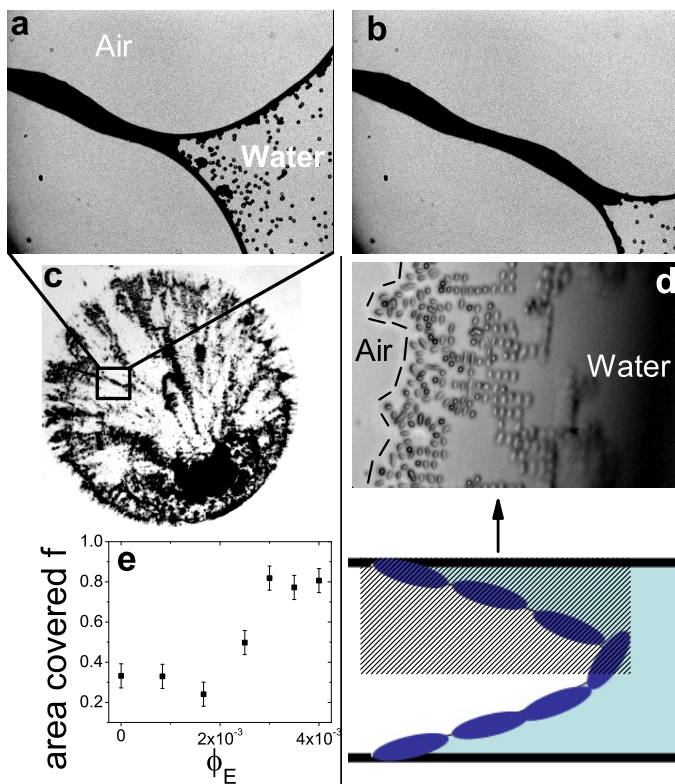 a
Air
Water
b
c
d
Air
Water
e
area covered f
1.0
0.8
0.6
0.4
0.2
0
2x10⁻³
4x10⁻³
ϕ_E